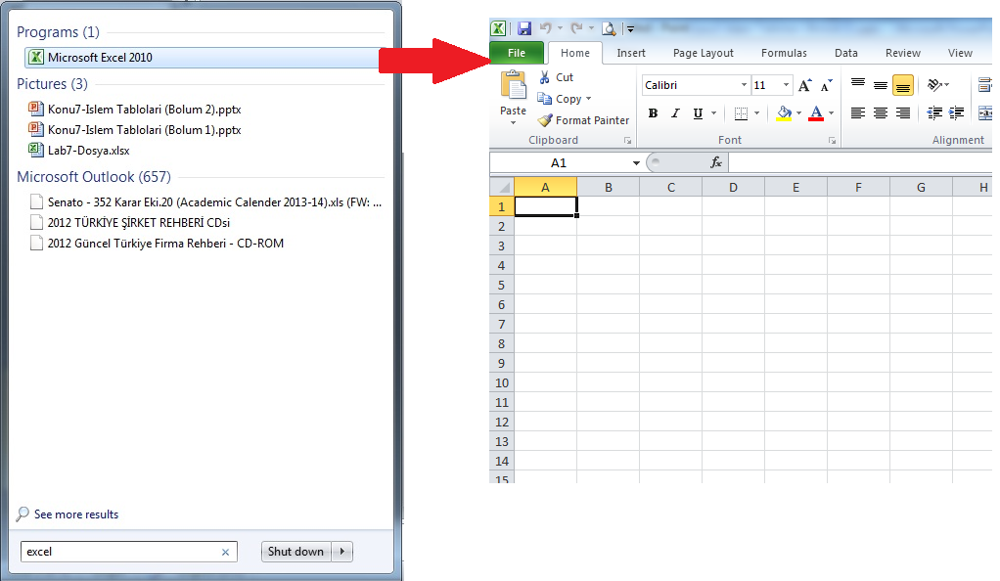 Programs (1)
Microsoft Excel 2010
Pictures (3)
Konu7-Islem Tablolari (Bolum 2).pptx
Konu7-Islem Tablolari (Bolum 1).pptx
Lab7-Dosya.xlsx
Microsoft Outlook (657)
Senato - 352 Karar Eki.20 (Academic Calender 2013-14).xls (FW: ...
2012 TÜRKİYE ŞİRKET REHBERİ CDsi
2012 Güncel Türkiye Firma Rehberi - CD-ROM
See more results
excel
Shut down
File Home Insert Page Layout Formulas Data Review View
Paste
Cut
Copy
Format Painter
Clipboard
Calibri 11 A A
B I U A
Font
Alignment
A1 fx
A B C D E F G H
1
2
3
4
5
6
7
8
9
10
11
12
13
14
15